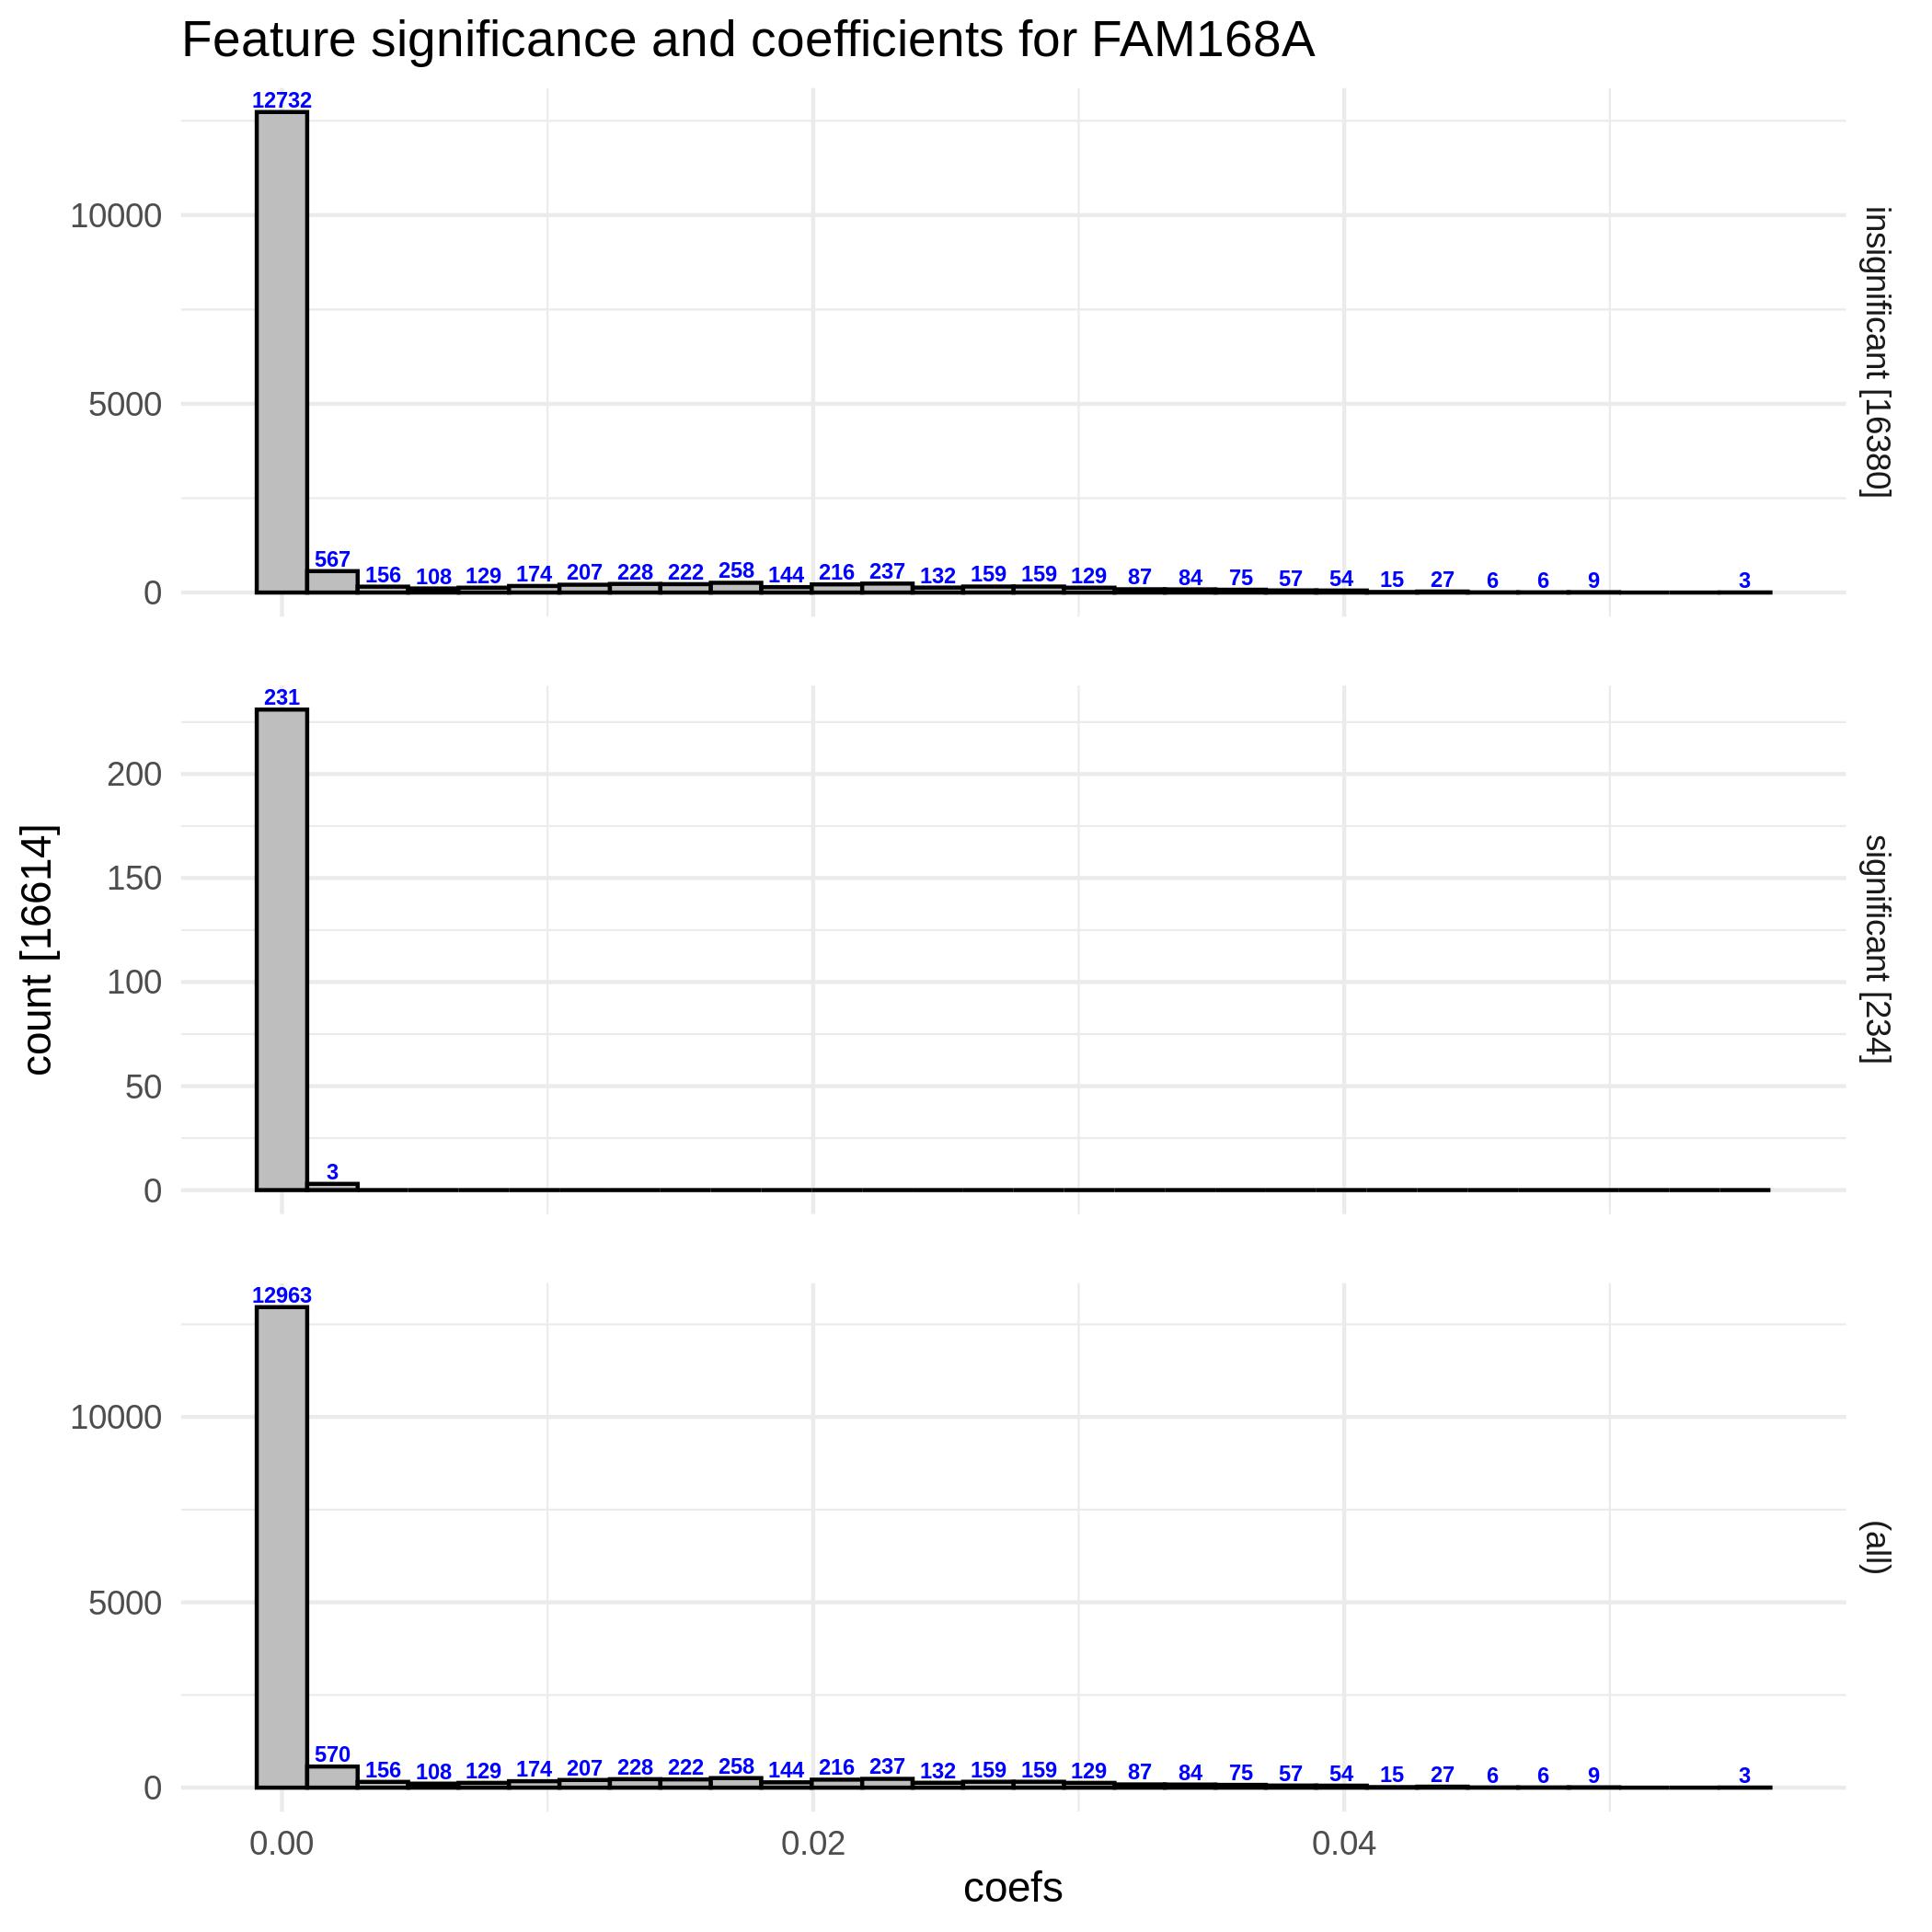 Feature significance and coefficients for FAM168A
12732
10000
5000
567 156 108 129 174 207 228 222 258 144 216 237 132 159 159 129 87 84 75 57 54 15 27 6 6 9 3
0
insignificant [16380]
231
200
150
100
50
3
0
significant [234]
count [16614]
12963
10000
5000
570 156 108 129 174 207 228 222 258 144 216 237 132 159 159 129 87 84 75 57 54 15 27 6 6 9 3
0
(all)
0.00 0.02 0.04
coefs